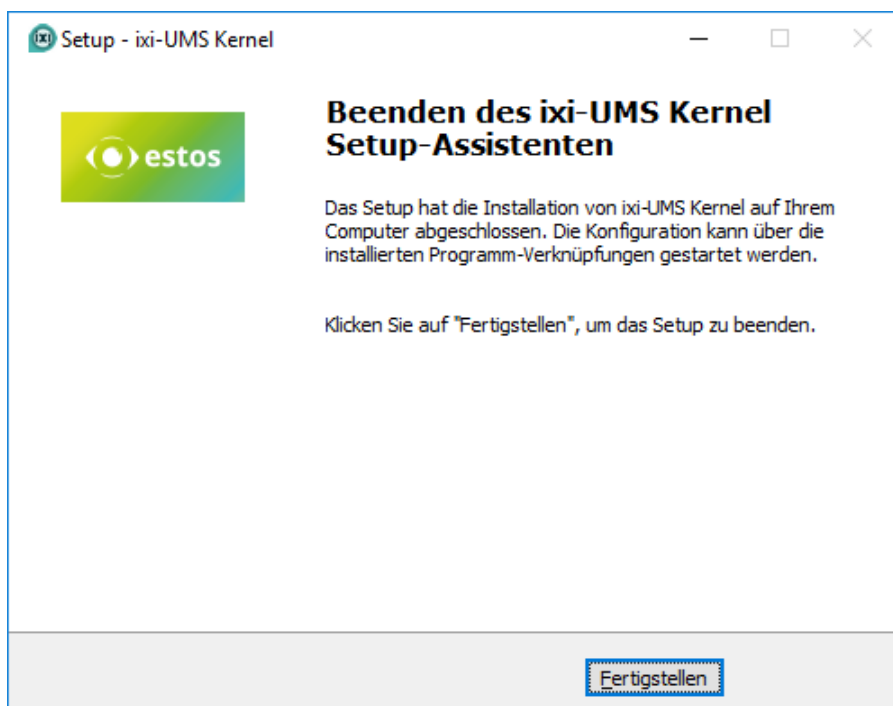 ixi Setup - ixi-UMS Kernel
estos
Beenden des ixi-UMS Kernel
Setup-Assistenten
Das Setup hat die Installation von ixi-UMS Kernel auf Ihrem
Computer abgeschlossen. Die Konfiguration kann über die
installierten Programm-Verknüpfungen gestartet werden.
Klicken Sie auf "Fertigstellen", um das Setup zu beenden.
Fertigstellen